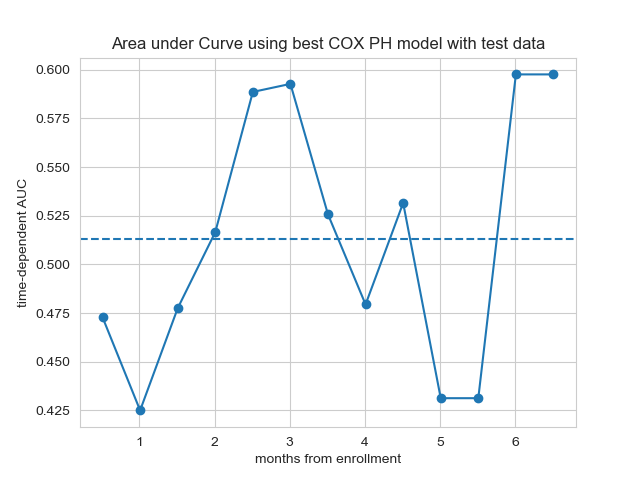 Area under Curve using best COX PH model with test data
time-dependent AUC
0.600
0.575
0.550
0.525
0.500
0.475
0.450
0.425
1 2 3 4 5 6
months from enrollment